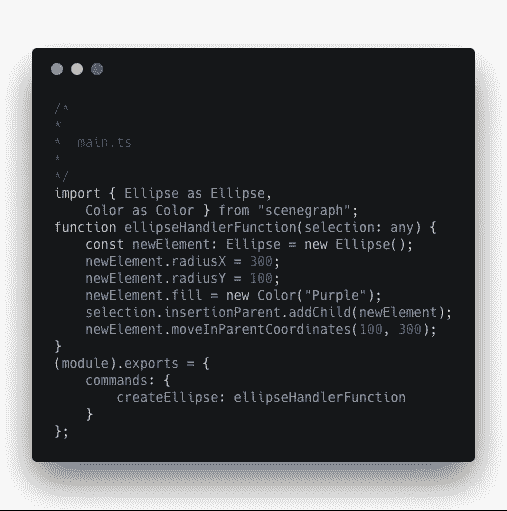 /*
*
*  main.ts
*
*/
import { Ellipse as Ellipse,
    Color as Color } from "scenegraph";
function ellipseHandlerFunction(selection: any) {
    const newElement: Ellipse = new Ellipse();
    newElement.radiusX = 300;
    newElement.radiusY = 100;
    newElement.fill = new Color("Purple");
    selection.insertionParent.addChild(newElement);
    newElement.moveInParentCoordinates(100, 300);
}
(module).exports = {
    commands: {
        createEllipse: ellipseHandlerFunction
    }
};